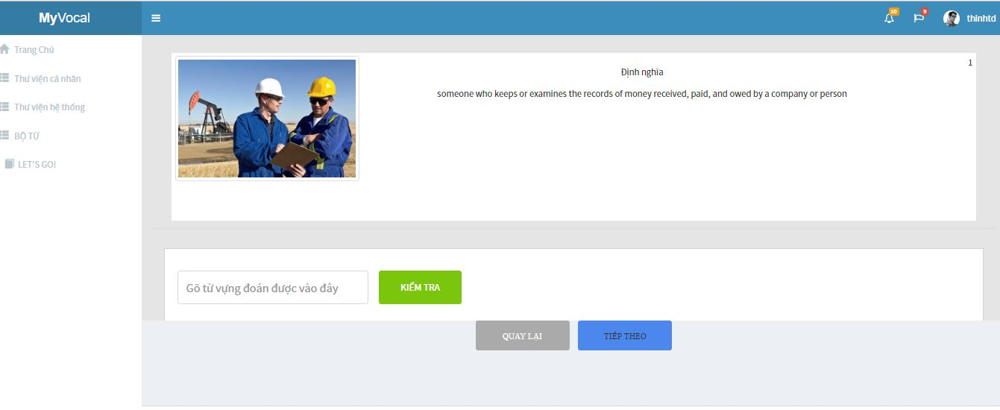 MyVocal
10
9
thinhtd
Trang Chủ
Thư viện cá nhân
Thư viện hệ thống
BỘ TỪ
LET'S GO!
1
Định nghĩa
someone who keeps or examines the records of money received, paid, and owed by a company or person
Gõ từ vựng đoán được vào đây
KIỂM TRA
QUAY LẠI
TIẾP THEO